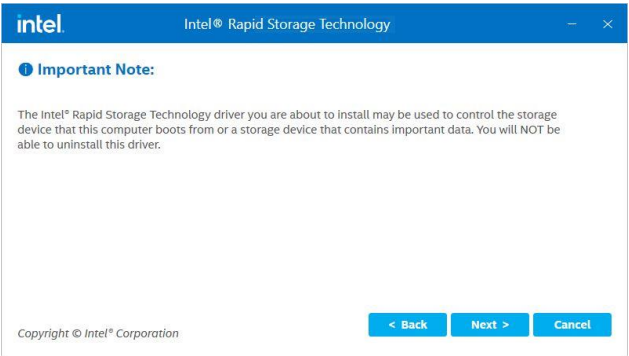 intel.
Intel® Rapid Storage Technology
Important Note:
The Intel® Rapid Storage Technology driver you are about to install may be used to control the storage
device that this computer boots from or a storage device that contains important data. You will NOT be
able to uninstall this driver.
Copyright © Intel® Corporation
< Back
Next >
Cancel